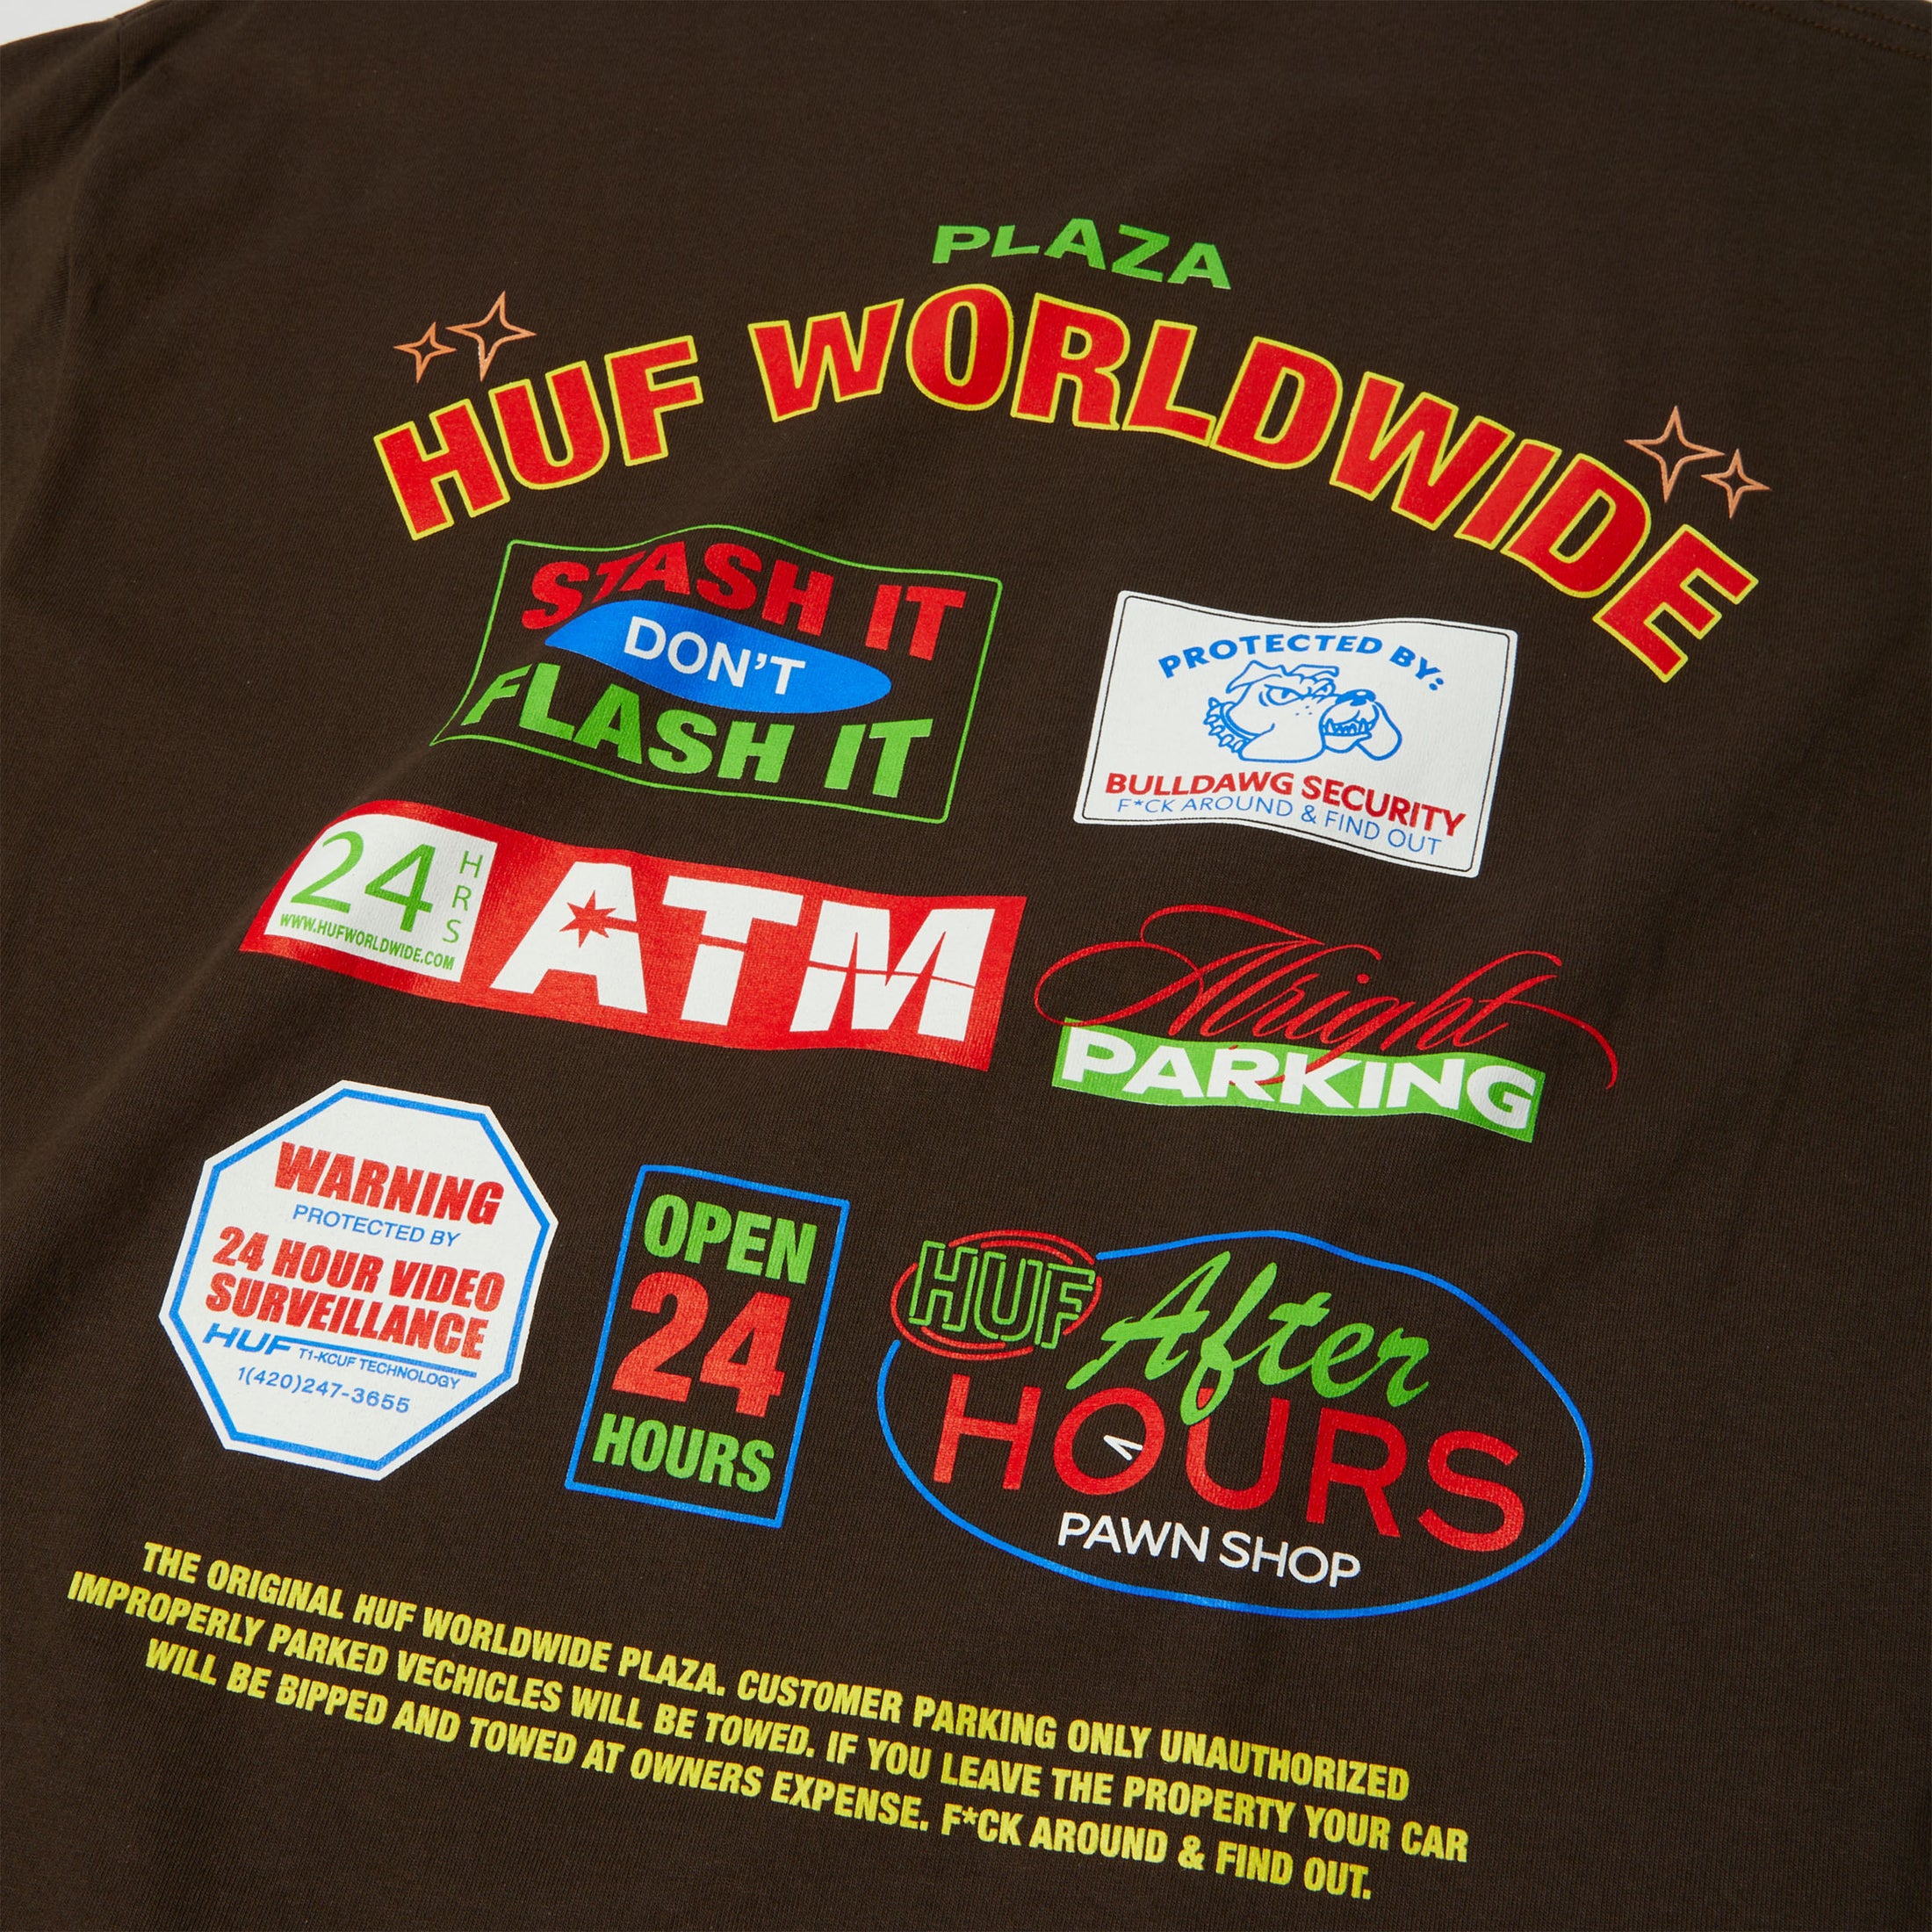 PLAZA
HUF WORLDWIDE
STASH IT
DON'T
FLASH IT
PROTECTED BY:
BULLDAWG SECURITY
F*CK AROUND & FIND OUT
24 HRS
WWW.HUFWORLDWIDE.COM
ATM
Alright
PARKING
WARNING
PROTECTED BY
24 HOUR VIDEO
SURVEILLANCE
HUF T1-KCUF TECHNOLOGY
1(420)247-3655
OPEN
24
HOURS
HUF After
HOURS
PAWN SHOP
THE ORIGINAL HUF WORLDWIDE PLAZA. CUSTOMER PARKING ONLY UNAUTHORIZED
IMPROPERLY PARKED VECHICLES WILL BE TOWED. IF YOU LEAVE THE PROPERTY YOUR CAR
WILL BE BIPPED AND TOWED AT OWNERS EXPENSE. F*CK AROUND & FIND OUT.